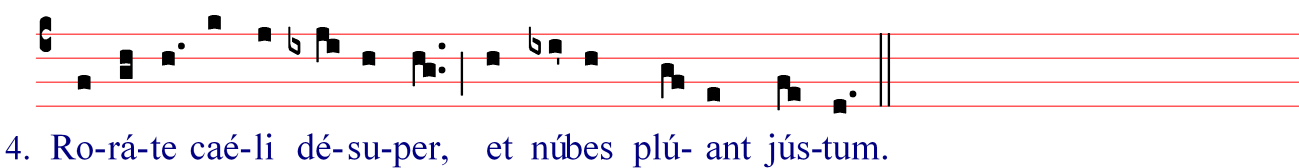 4. Ro-rá-te caé-li dé-su-per, et núbes plú- ant jús-tum.